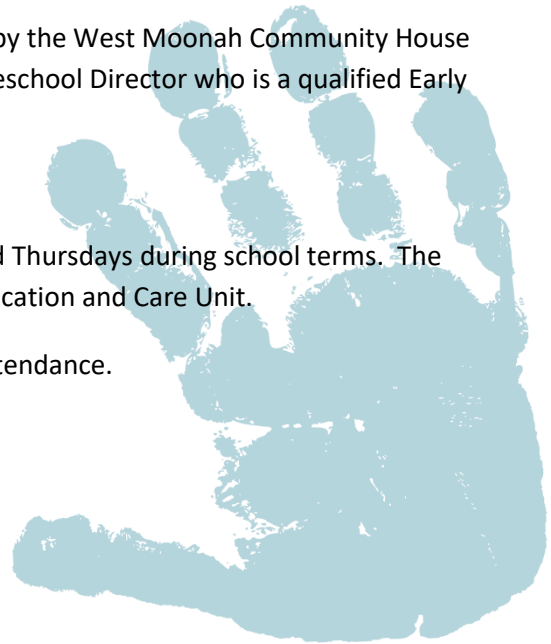 by the West Moonah Community House
eschool Director who is a qualified Early
d Thursdays during school terms.  The
cation and Care Unit.
tendance.